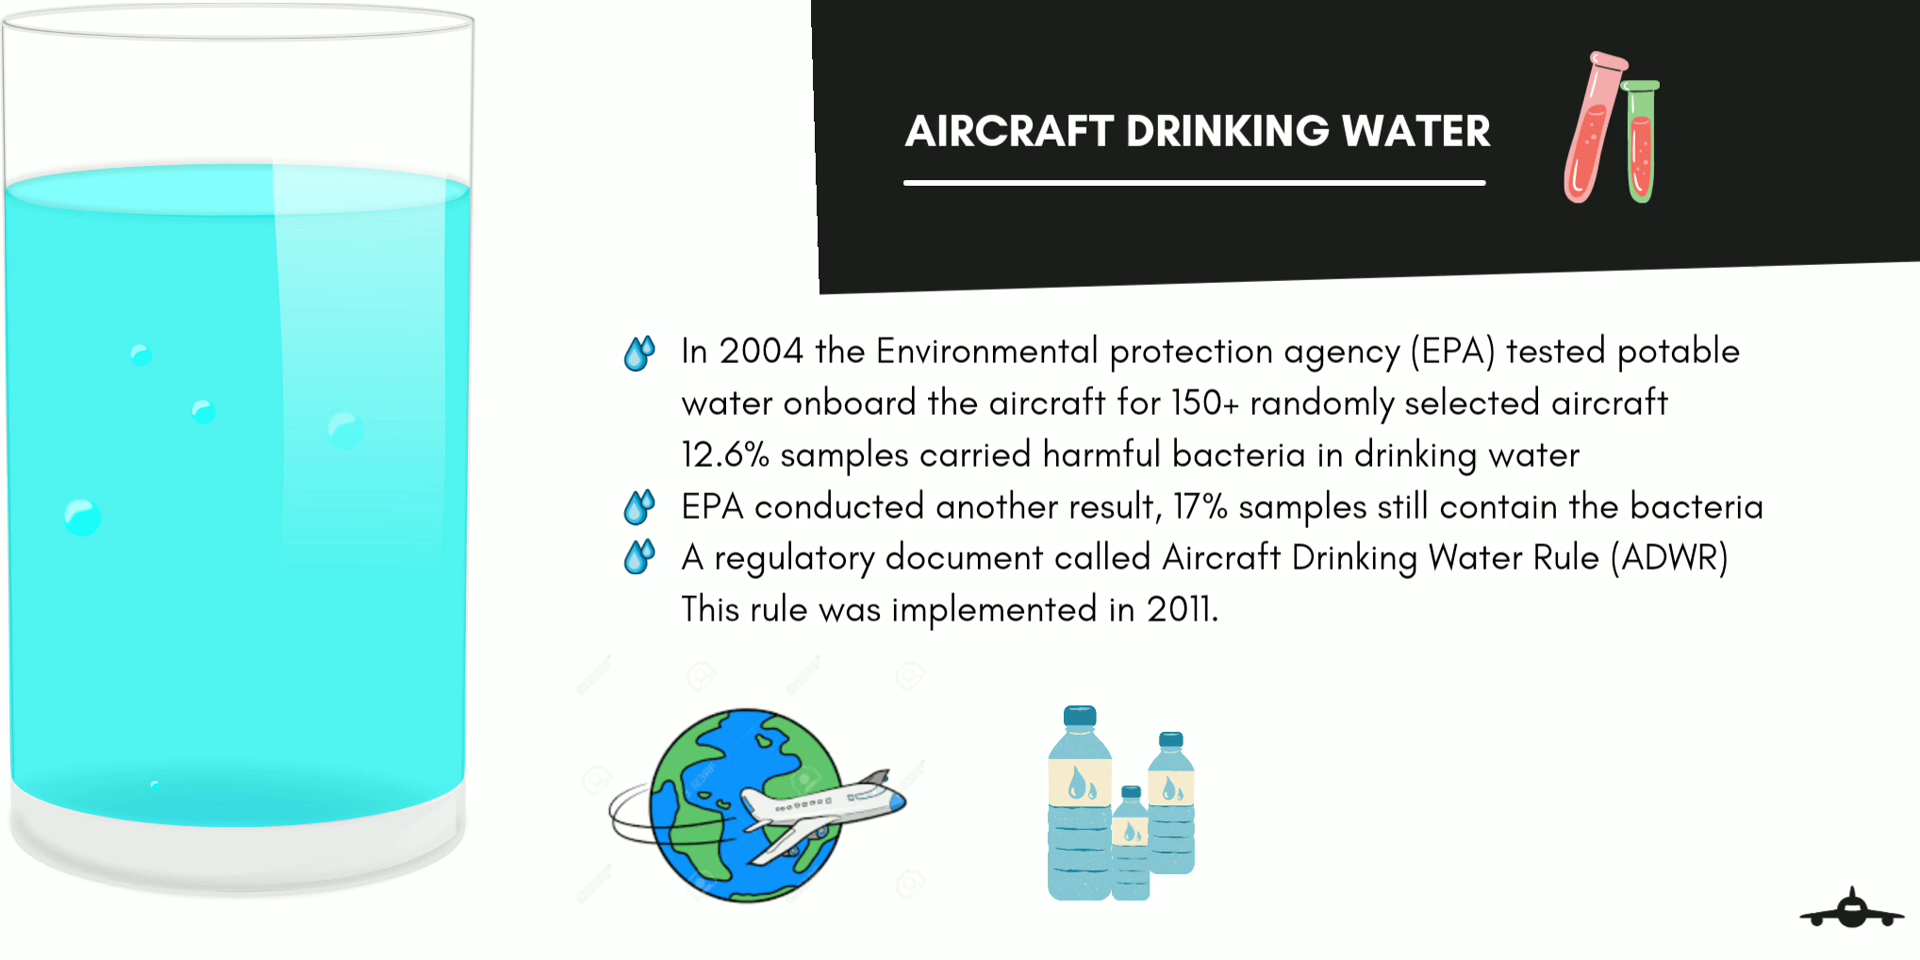 AIRCRAFT DRINKING WATER
In 2004 the Environmental protection agency (EPA) tested potable
water onboard the aircraft for 150+ randomly selected aircraft
12.6% samples carried harmful bacteria in drinking water
EPA conducted another result, 17% samples still contain the bacteria
A regulatory document called Aircraft Drinking Water Rule (ADWR)
This rule was implemented in 2011.